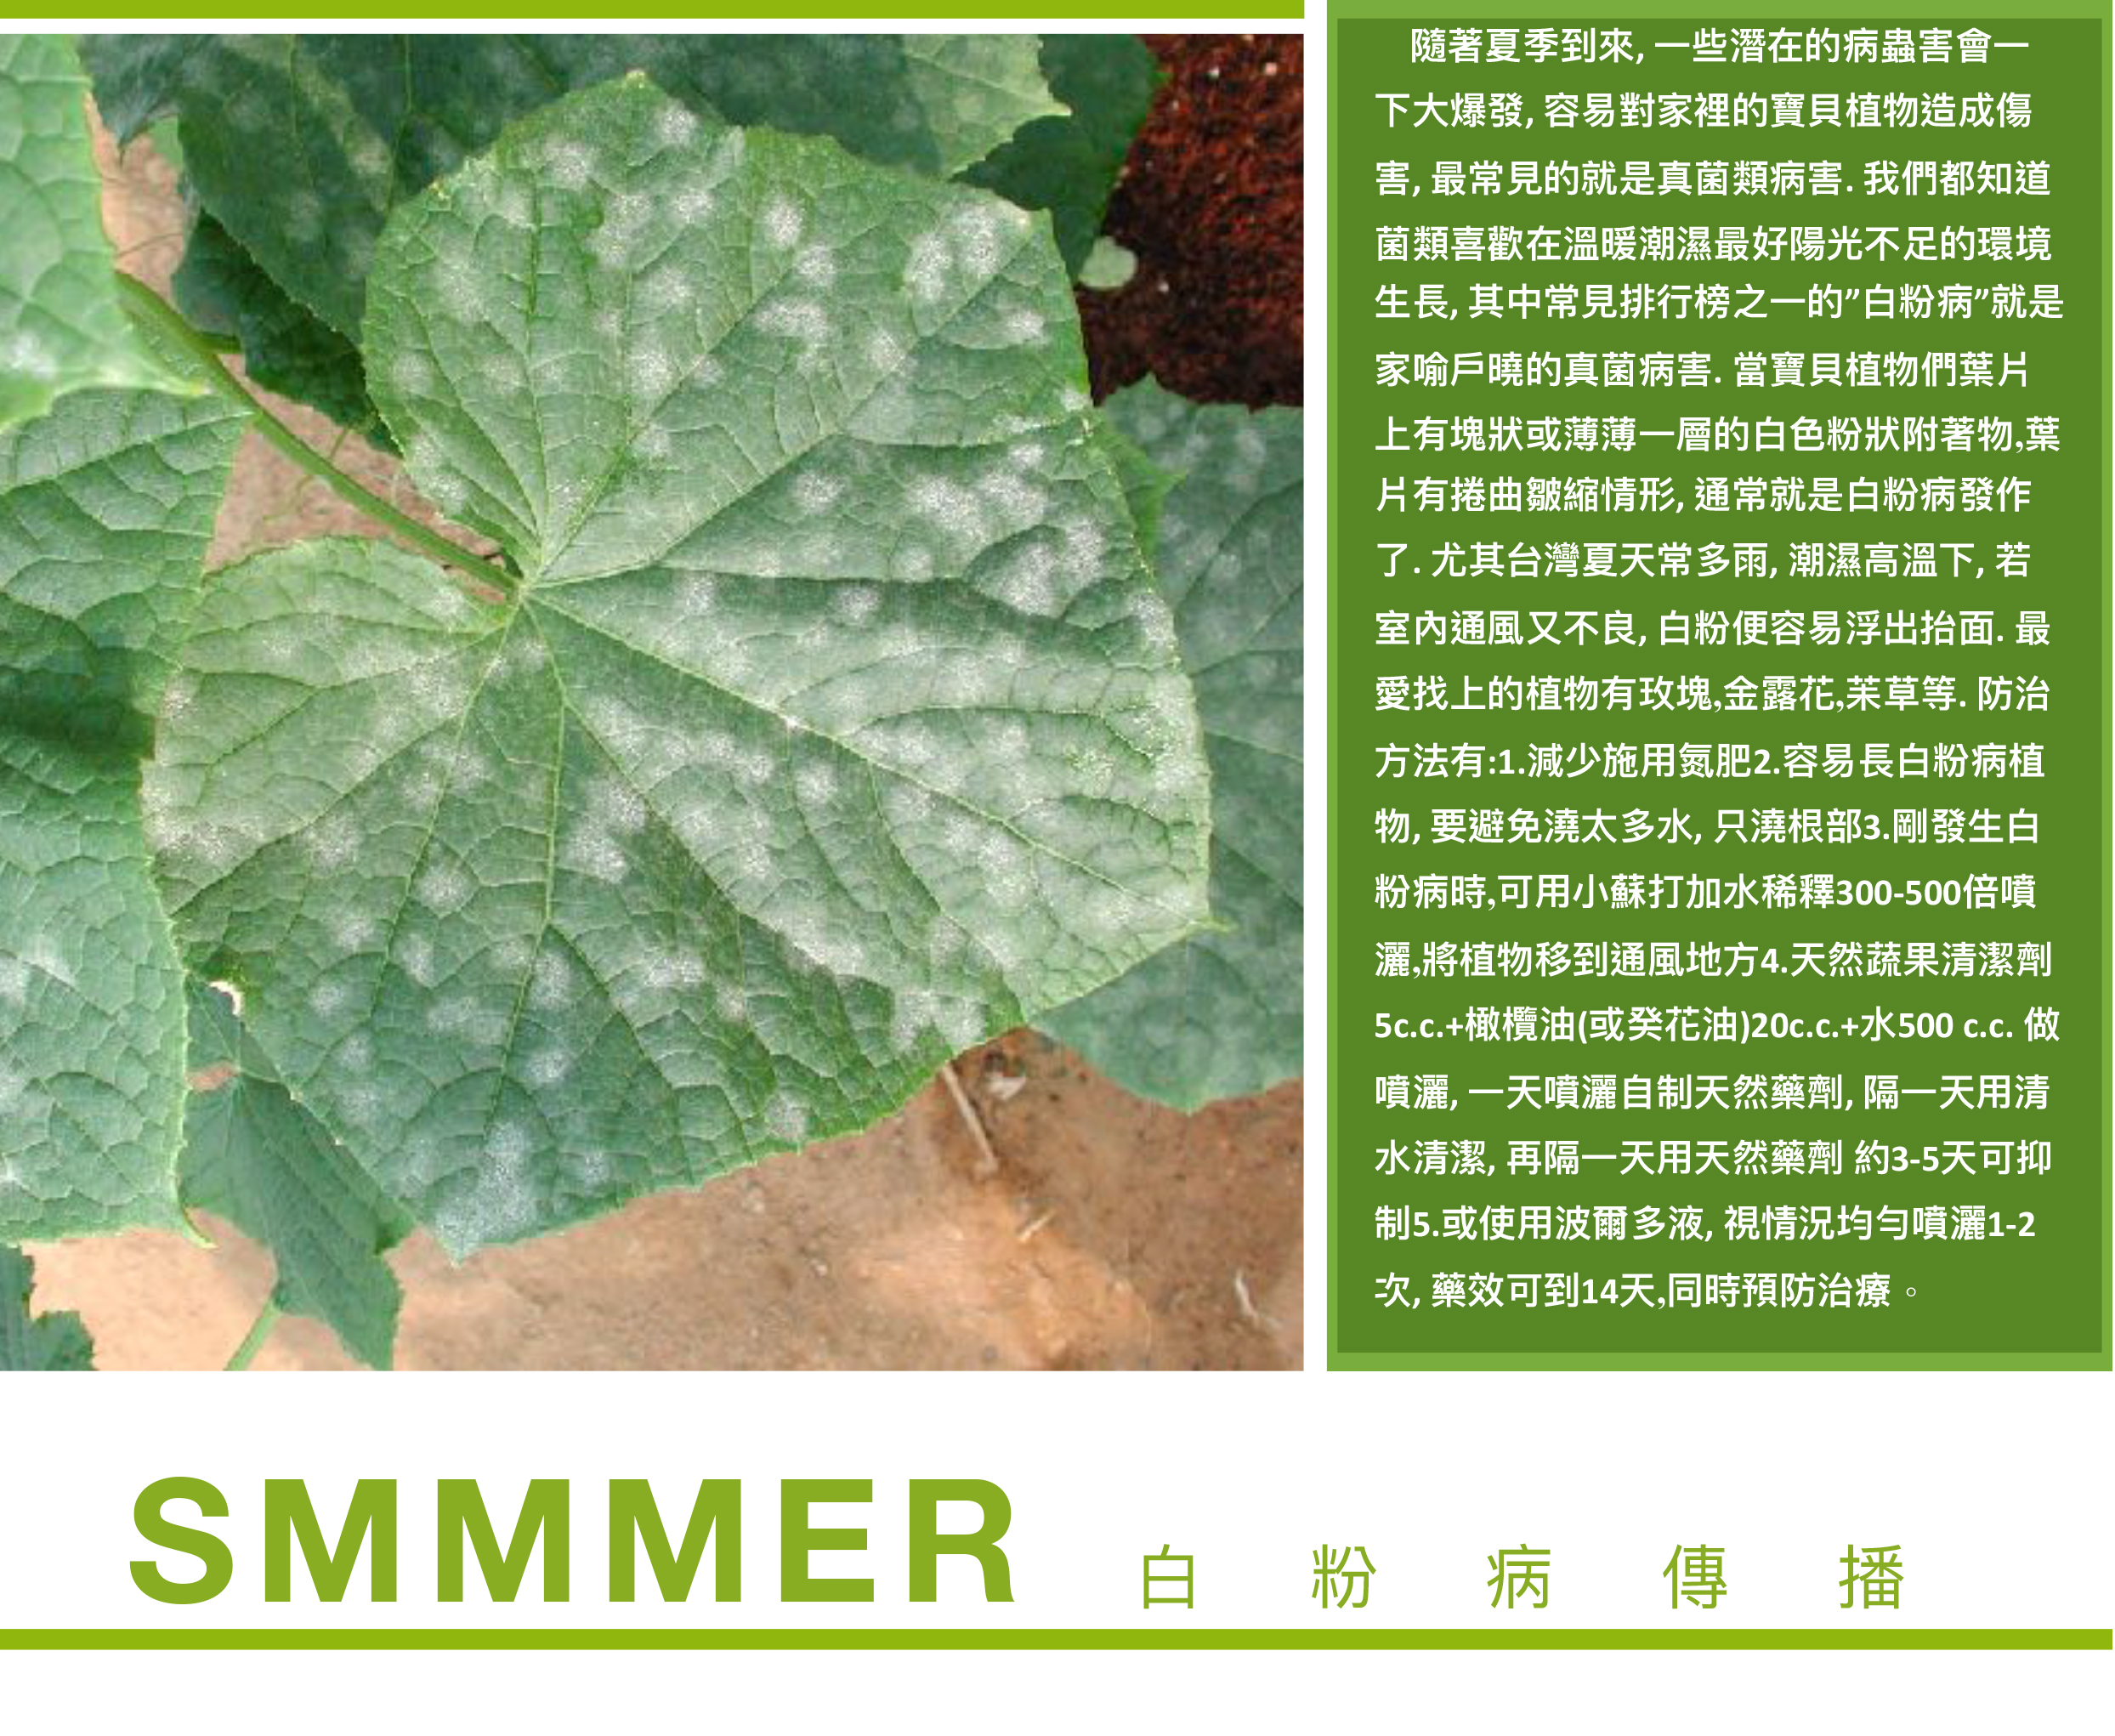 隨著夏季到來, 一些潛在的病蟲害會一
下大爆發, 容易對家裡的寶貝植物造成傷
害, 最常見的就是真菌類病害. 我們都知道
菌類喜歡在溫暖潮濕最好陽光不足的環境
生長, 其中常見排行榜之一的”白粉病”就是
家喻戶曉的真菌病害. 當寶貝植物們葉片
上有塊狀或薄薄一層的白色粉狀附著物,葉
片有捲曲皺縮情形, 通常就是白粉病發作
了. 尤其台灣夏天常多雨, 潮濕高溫下, 若
室內通風又不良, 白粉便容易浮出抬面. 最
愛找上的植物有玫塊,金露花,茉草等. 防治
方法有:1.減少施用氮肥2.容易長白粉病植
物, 要避免澆太多水, 只澆根部3.剛發生白
粉病時,可用小蘇打加水稀釋300-500倍噴
灑,將植物移到通風地方4.天然蔬果清潔劑
5c.c.+橄欖油(或癸花油)20c.c.+水500 c.c. 做
噴灑, 一天噴灑自制天然藥劑, 隔一天用清
水清潔, 再隔一天用天然藥劑 約3-5天可抑
制5.或使用波爾多液, 視情況均勻噴灑1-2
次, 藥效可到14天,同時預防治療。
SMMMER 白粉病傳播